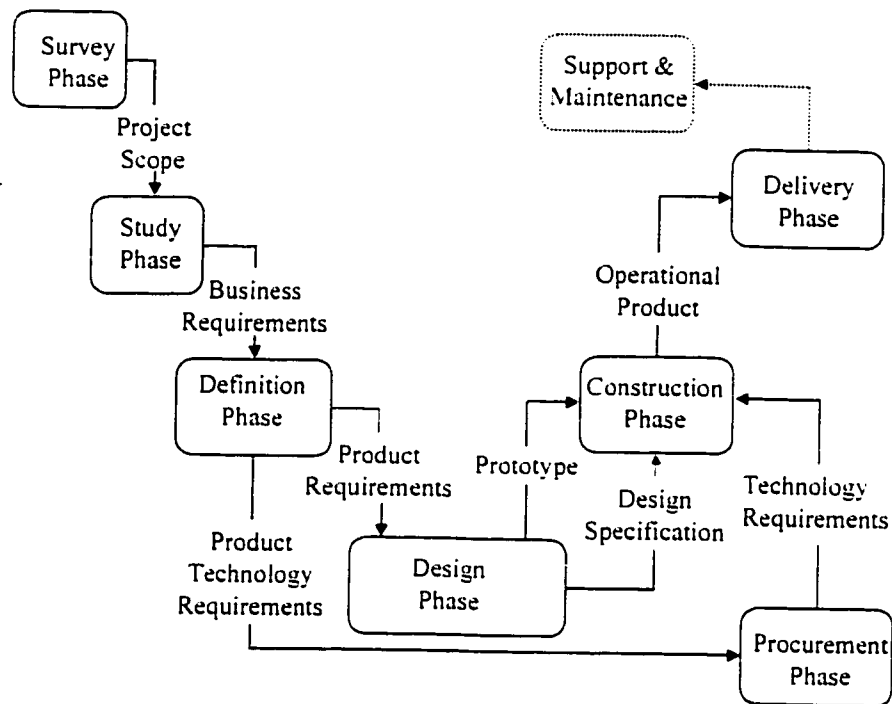 Survey
Phase
Project
Scope
Study
Phase
Business
Requirements
Definition
Phase
Product
Requirements
Product
Technology
Requirements
Design
Phase
Prototype
Design
Specification
Technology
Requirements
Procurement
Phase
Construction
Phase
Operational
Product
Delivery
Phase
Support &
Maintenance